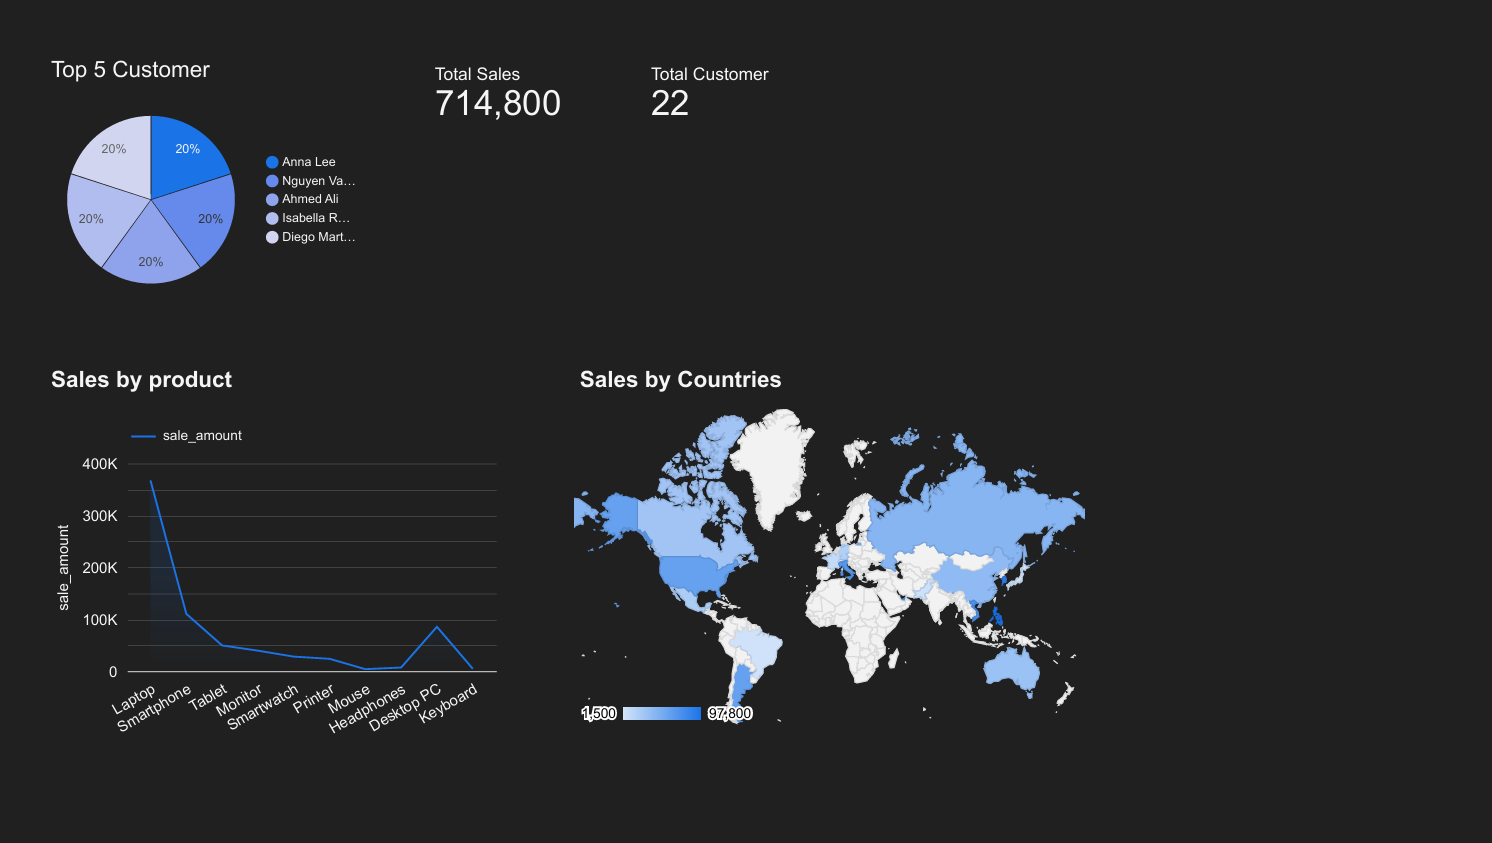 Top 5 Customer
Total Sales
714,800
Total Customer
22
20%
20%
20%
20%
20%
Anna Lee
Nguyen Va...
Ahmed Ali
Isabella R...
Diego Mart...
Sales by product
sale_amount
sale_amount
400K
300K
200K
100K
0
Laptop
Smartphone
Tablet
Monitor
Smartwatch
Printer
Mouse
Headphones
Desktop PC
Keyboard
Sales by Countries
1,500
97,800